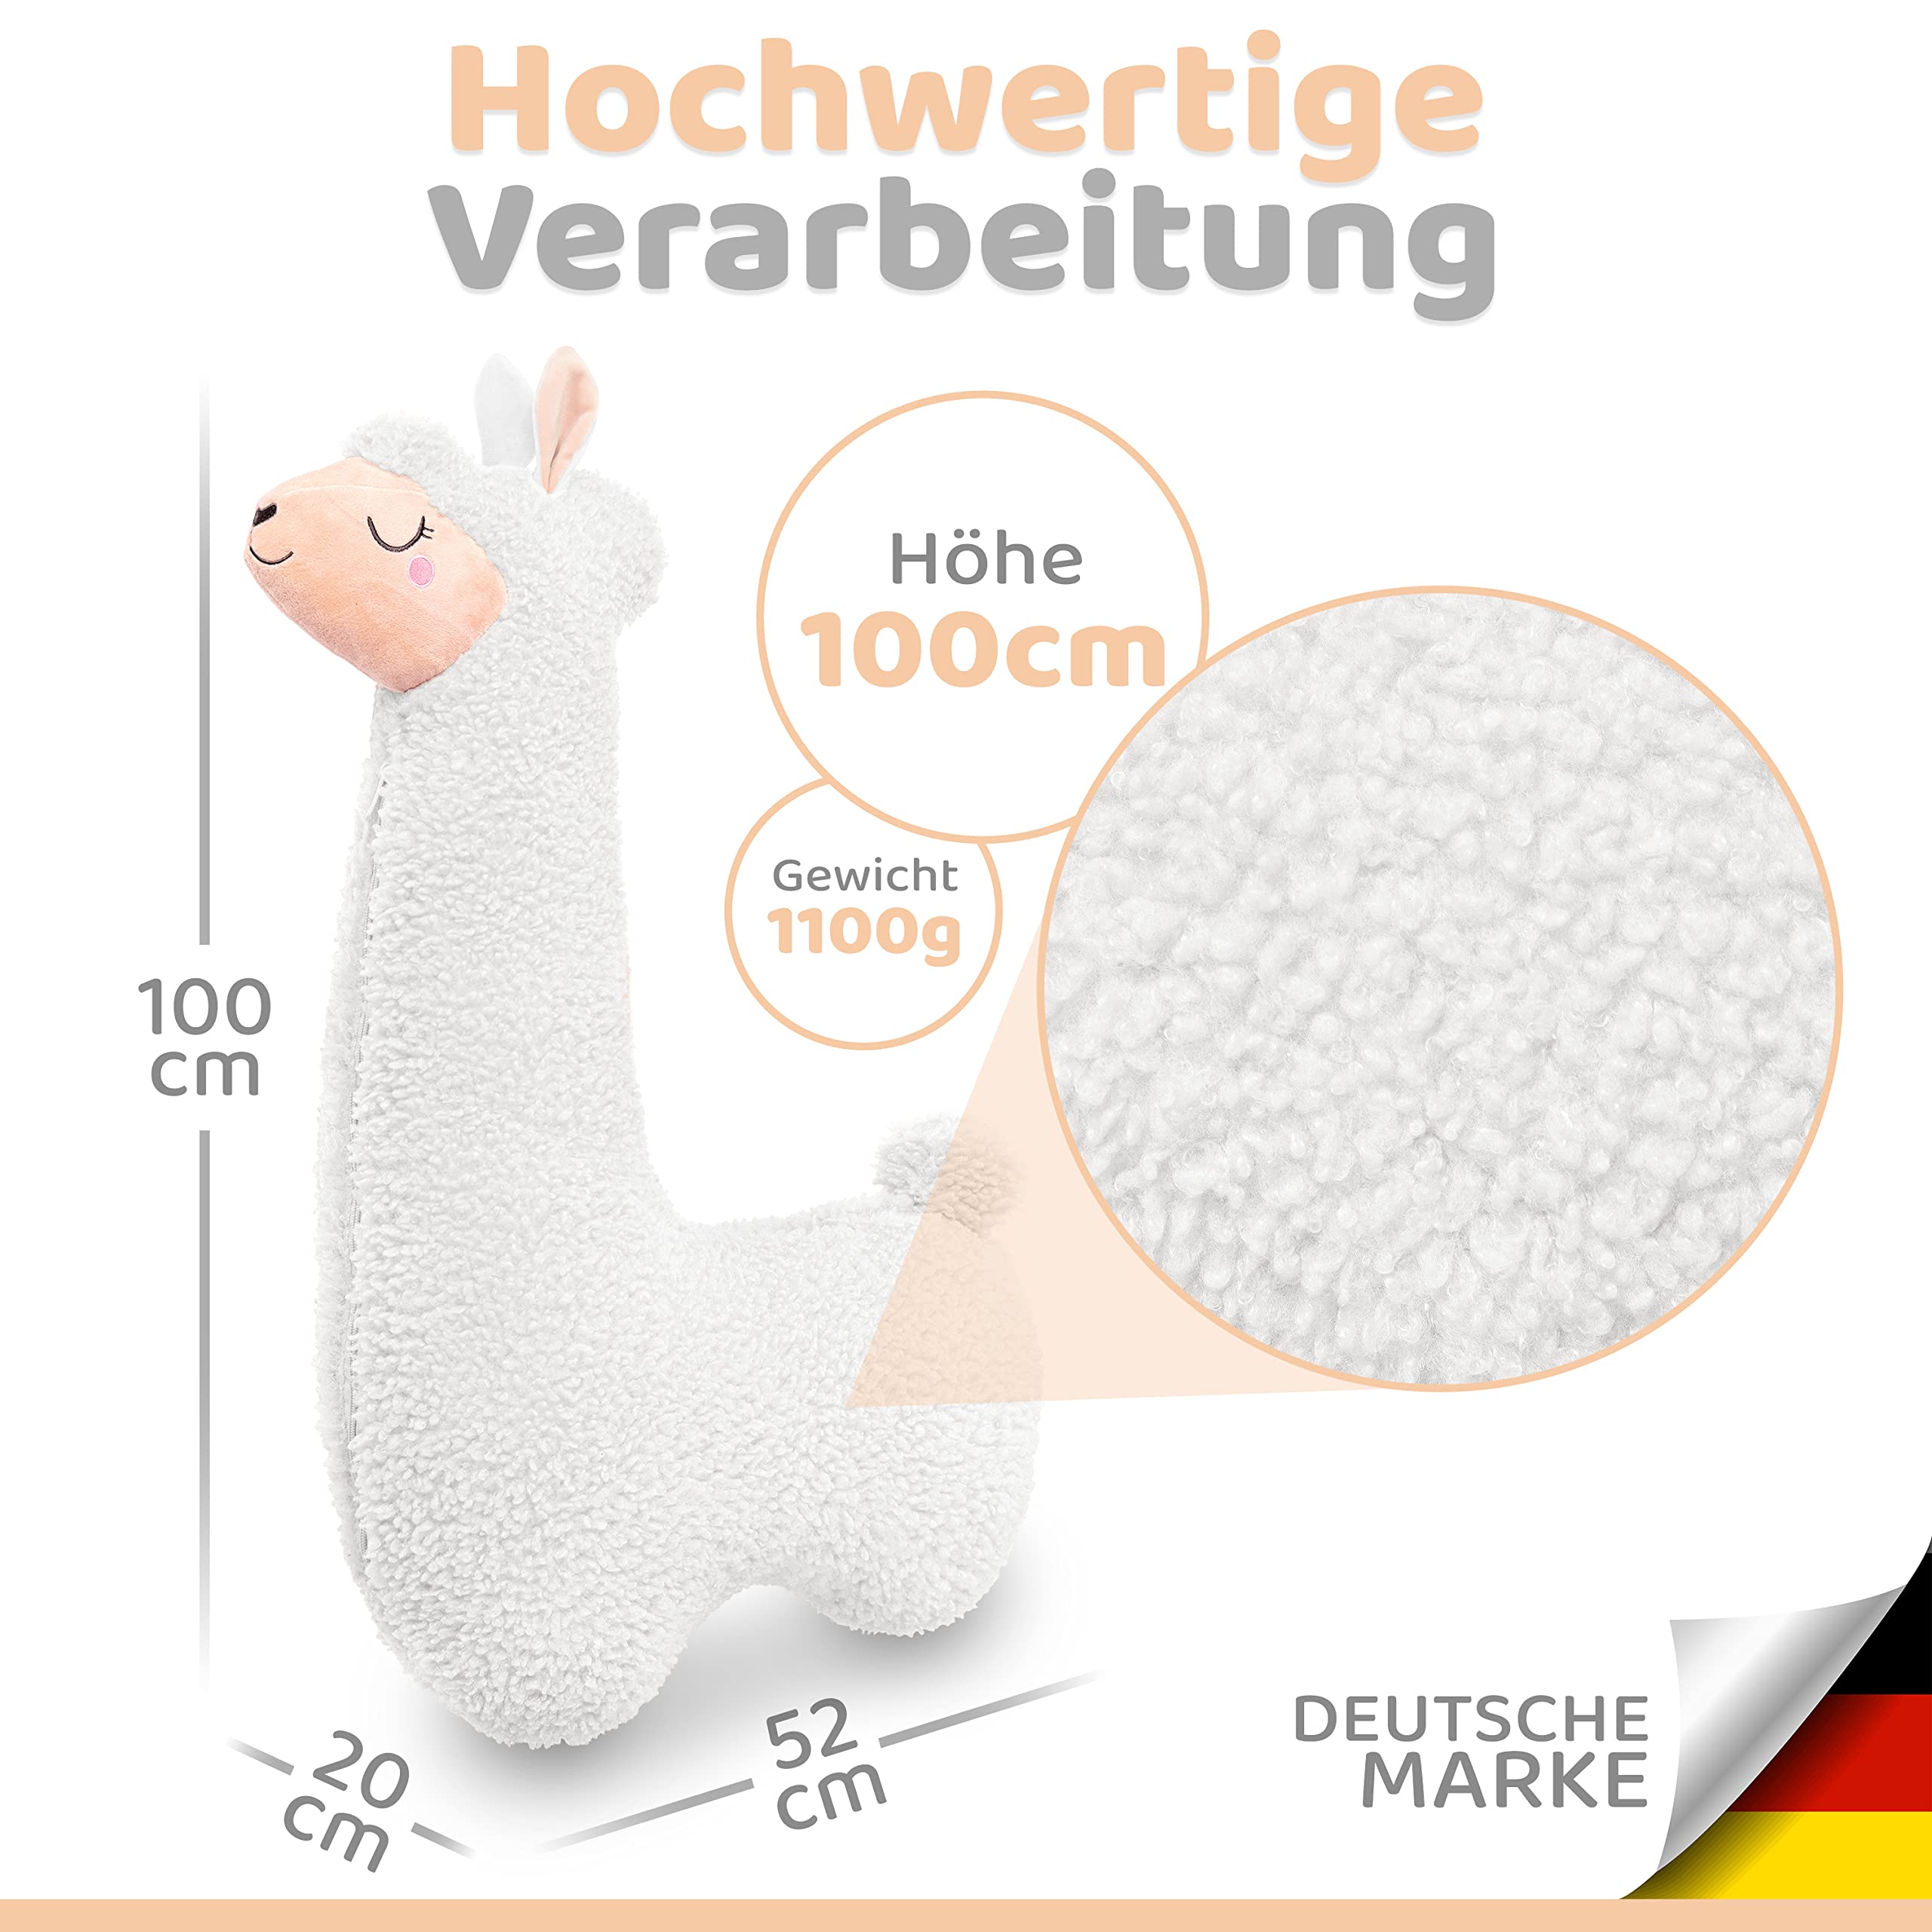 Hochwertige
Verarbeitung
Höhe
100cm
Gewicht
1100g
100
cm
20
cm
52
cm
DEUTSCHE
MARKE